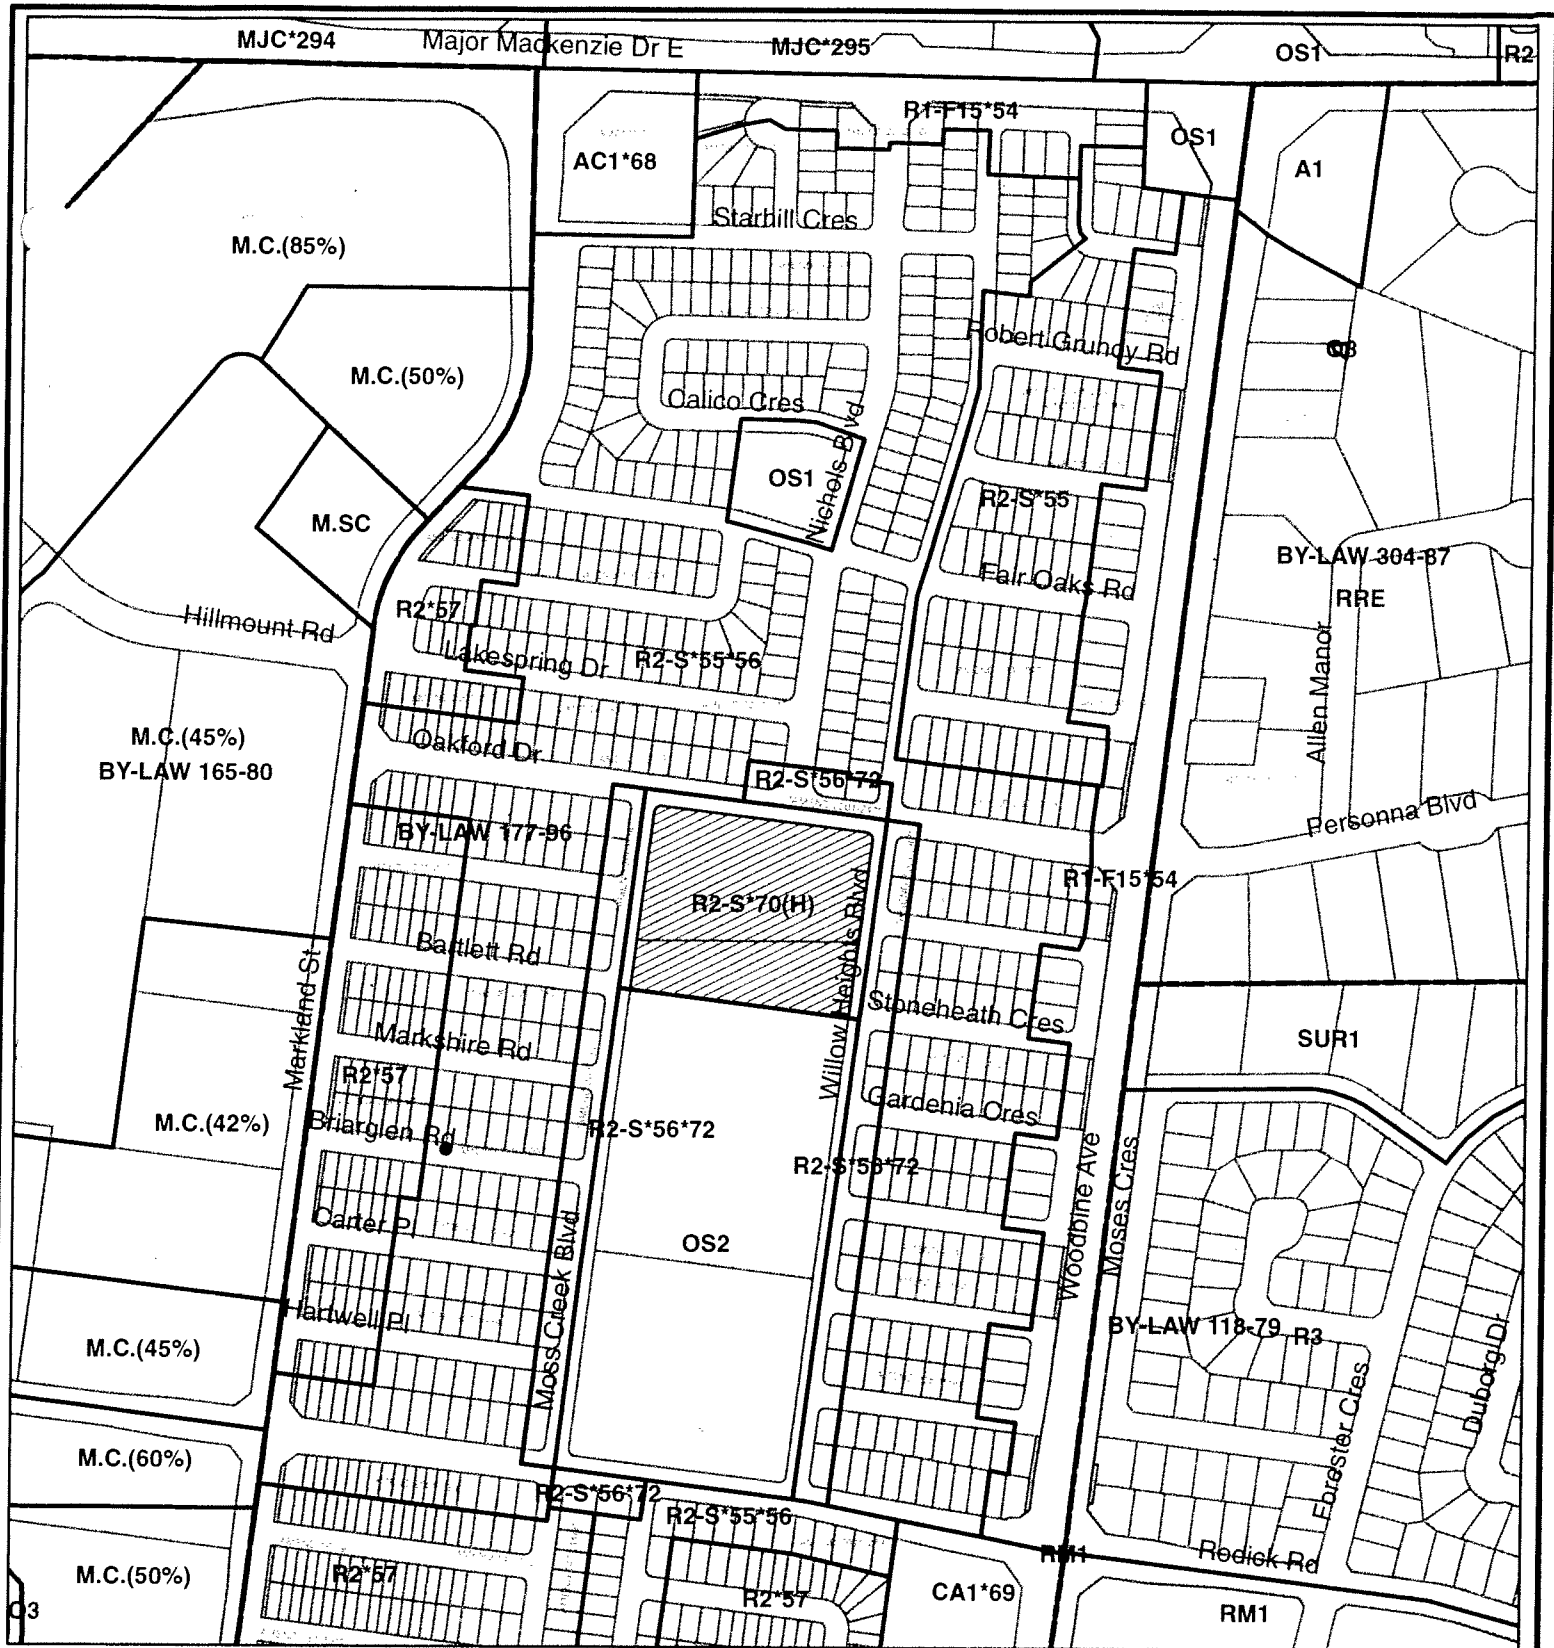 MJC*294
Major Mackenzie Dr E
MJC*295
OS1
R2
R1-F15*54
OS1
AC1*68
A1
Starhill Cres
M.C.(85%)
Robert Grundy Rd
M.C.(50%)
Calico Cres
Nichols Blvd
OS1
R2-S*55
M.SC
BY-LAW 304-87
RRE
Fair Oaks Rd
R2*57
Hillmount Rd
Lakespring Dr
R2-S*55*56
Allen Manor
M.C.(45%)
BY-LAW 165-80
Oakford Dr
R2-S*56*72
Personna Blvd
BY-LAW 177-96
R1-F15*54
R2-S*70(H)
Willow Heights Blvd
Bartlett Rd
Markland St
Stoneheath Cres
Markshire Rd
SUR1
R2*57
Gardenia Cres
M.C.(42%)
Briarglen Rd
R2-S*56*72
R2-S*56*72
Woodbine Ave
Moses Cres
Carter Pl
OS2
Moss Creek Blvd
Hartwell Pl
BY-LAW 118-79
R3
M.C.(45%)
Duborg Dr
Forester Cres
M.C.(60%)
R2-S*56*72
R2-S*55*56
RM1
Rodick Rd
M.C.(50%)
R2*57
R2*57
CA1*69
RM1
O3